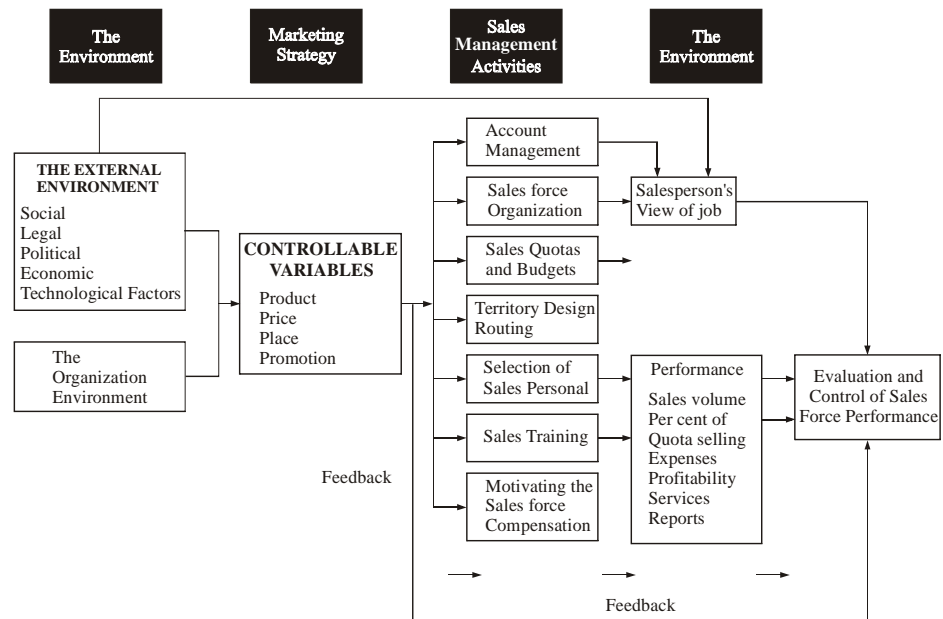 The
Environment
Marketing
Strategy
Sales
Management
Activities
The
Environment
THE EXTERNAL
ENVIRONMENT
Social
Legal
Political
Economic
Technological Factors
The
Organization
Environment
CONTROLLABLE
VARIABLES
Product
Price
Place
Promotion
Account
Management
Sales force
Organization
Sales Quotas
and Budgets
Territory Design
Routing
Selection of
Sales Personal
Sales Training
Motivating the
Sales force
Compensation
Salesperson's
View of job
Performance
Sales volume
Per cent of
Quota selling
Expenses
Profitability
Services
Reports
Evaluation and
Control of Sales
Force Performance
Feedback
Feedback